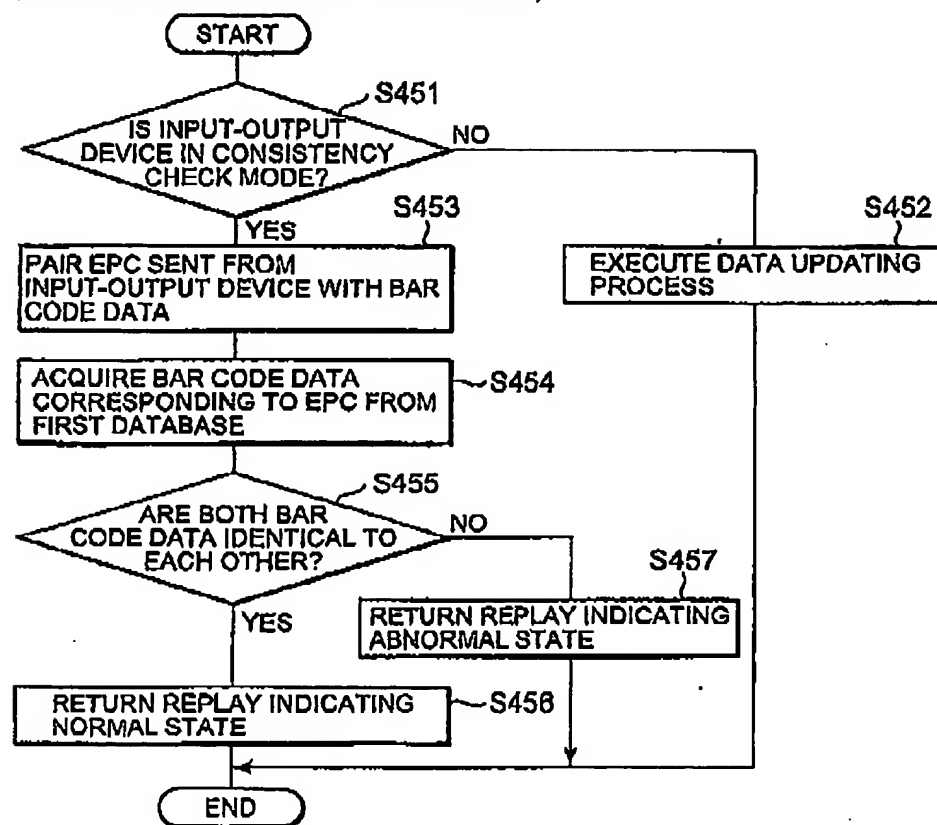 START
S451
IS INPUT-OUTPUT
DEVICE IN CONSISTENCY
CHECK MODE?
NO
YES
S453
S452
PAIR EPC SENT FROM
INPUT-OUTPUT DEVICE WITH BAR
CODE DATA
EXECUTE DATA UPDATING
PROCESS
ACQUIRE BAR CODE DATA
CORRESPONDING TO EPC FROM
FIRST DATABASE
S454
S455
ARE BOTH BAR
CODE DATA IDENTICAL TO
EACH OTHER?
NO
YES
S457
RETURN REPLAY INDICATING
ABNORMAL STATE
RETURN REPLAY INDICATING
NORMAL STATE
S456
END